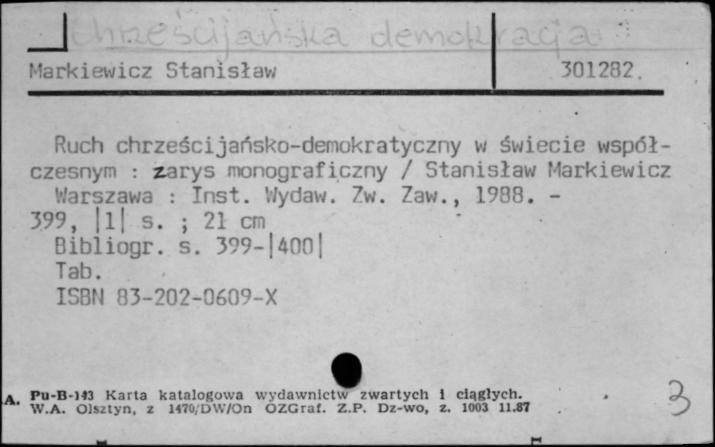 Chrześcijańska demokracja
Markiewicz Stanisław 301282.
Ruch chrześcijańsko-demokratyczny w świecie współ-
czesnym : zarys monograficzny / Stanisław Markiewicz
Warszawa : Inst. Wydaw. Zw. Zaw., 1988. -
399, |1| s. ; 21 cm
Bibliogr. s. 399-|400|
Tab.
ISBN 83-202-0609-X
A. Pu-B-143 Karta katalogowa wydawnictw zwartych i ciągłych.
W.A. Olsztyn, z 1470/DW/On OZGraf. Z.P. Dz-wo, z. 1003 11.87
3